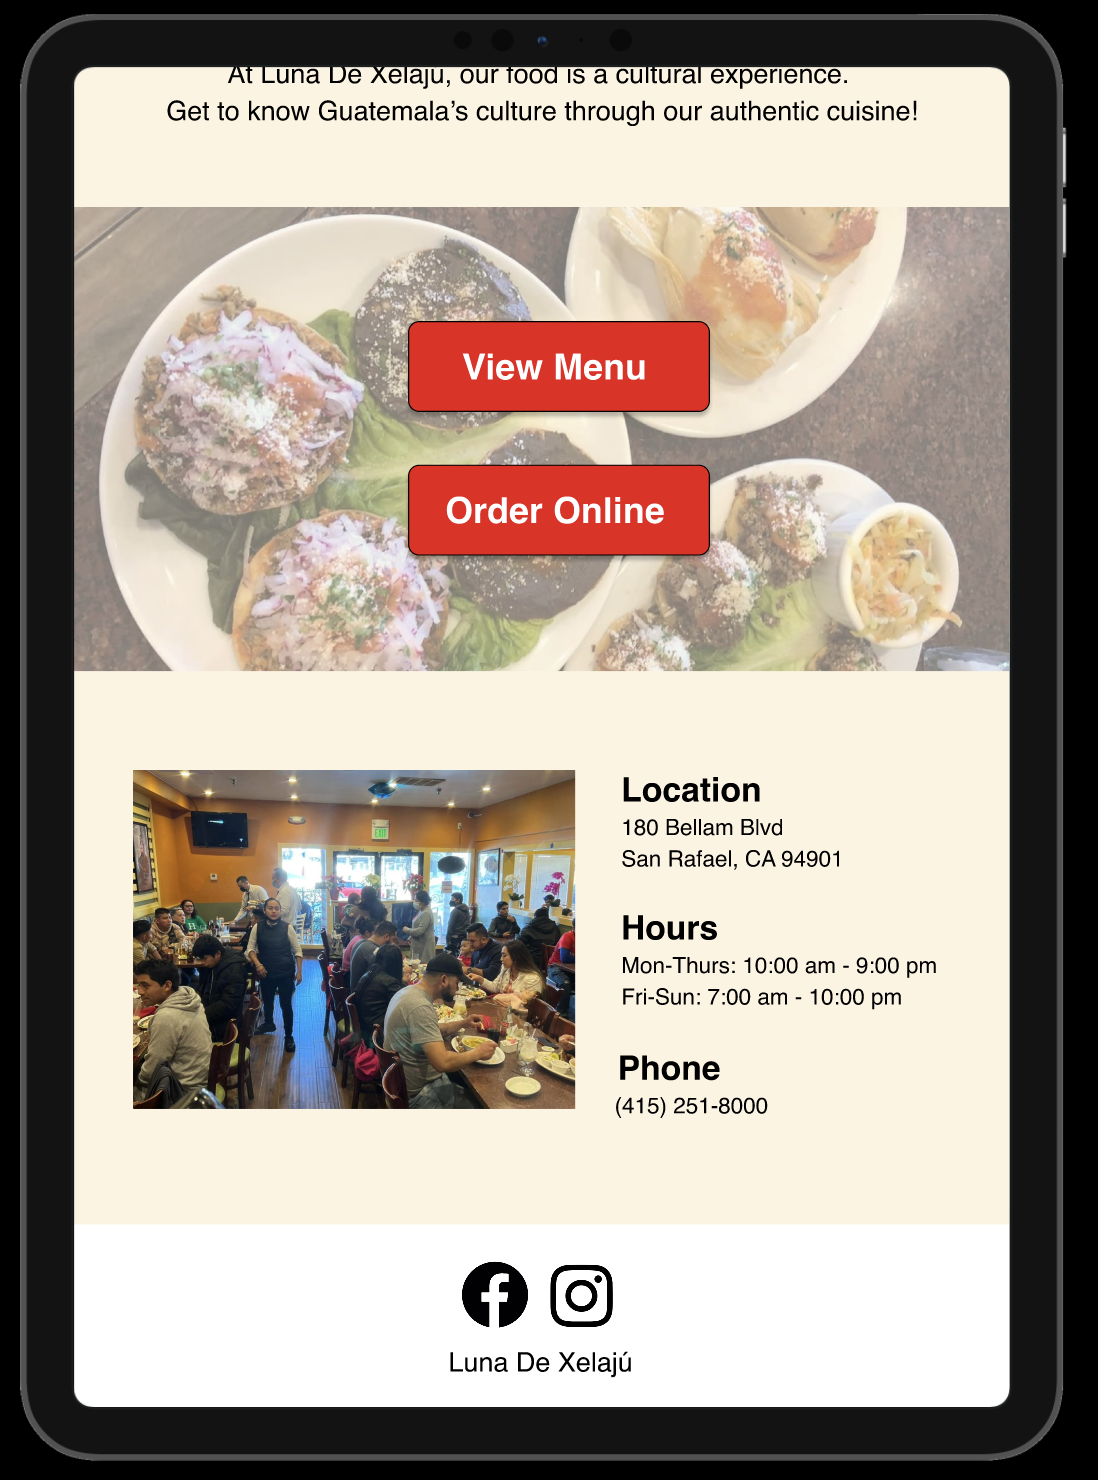 At Luna De Xelajú, our food is a cultural experience.
Get to know Guatemala’s culture through our authentic cuisine!
View Menu
Order Online
Location
180 Bellam Blvd
San Rafael, CA 94901
Hours
Mon-Thurs: 10:00 am - 9:00 pm
Fri-Sun: 7:00 am - 10:00 pm
Phone
(415) 251-8000
Luna De Xelajú